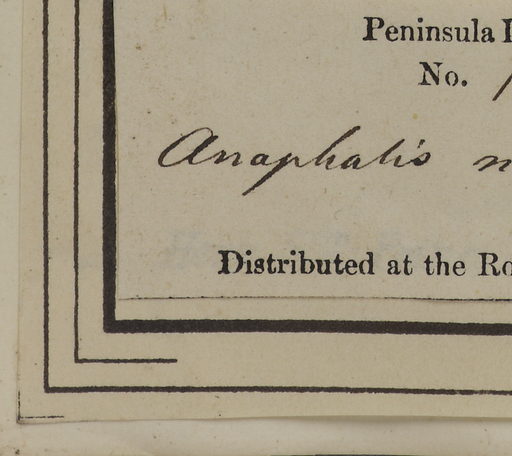 Peninsula
No.
Anaphalis
Distributed at the